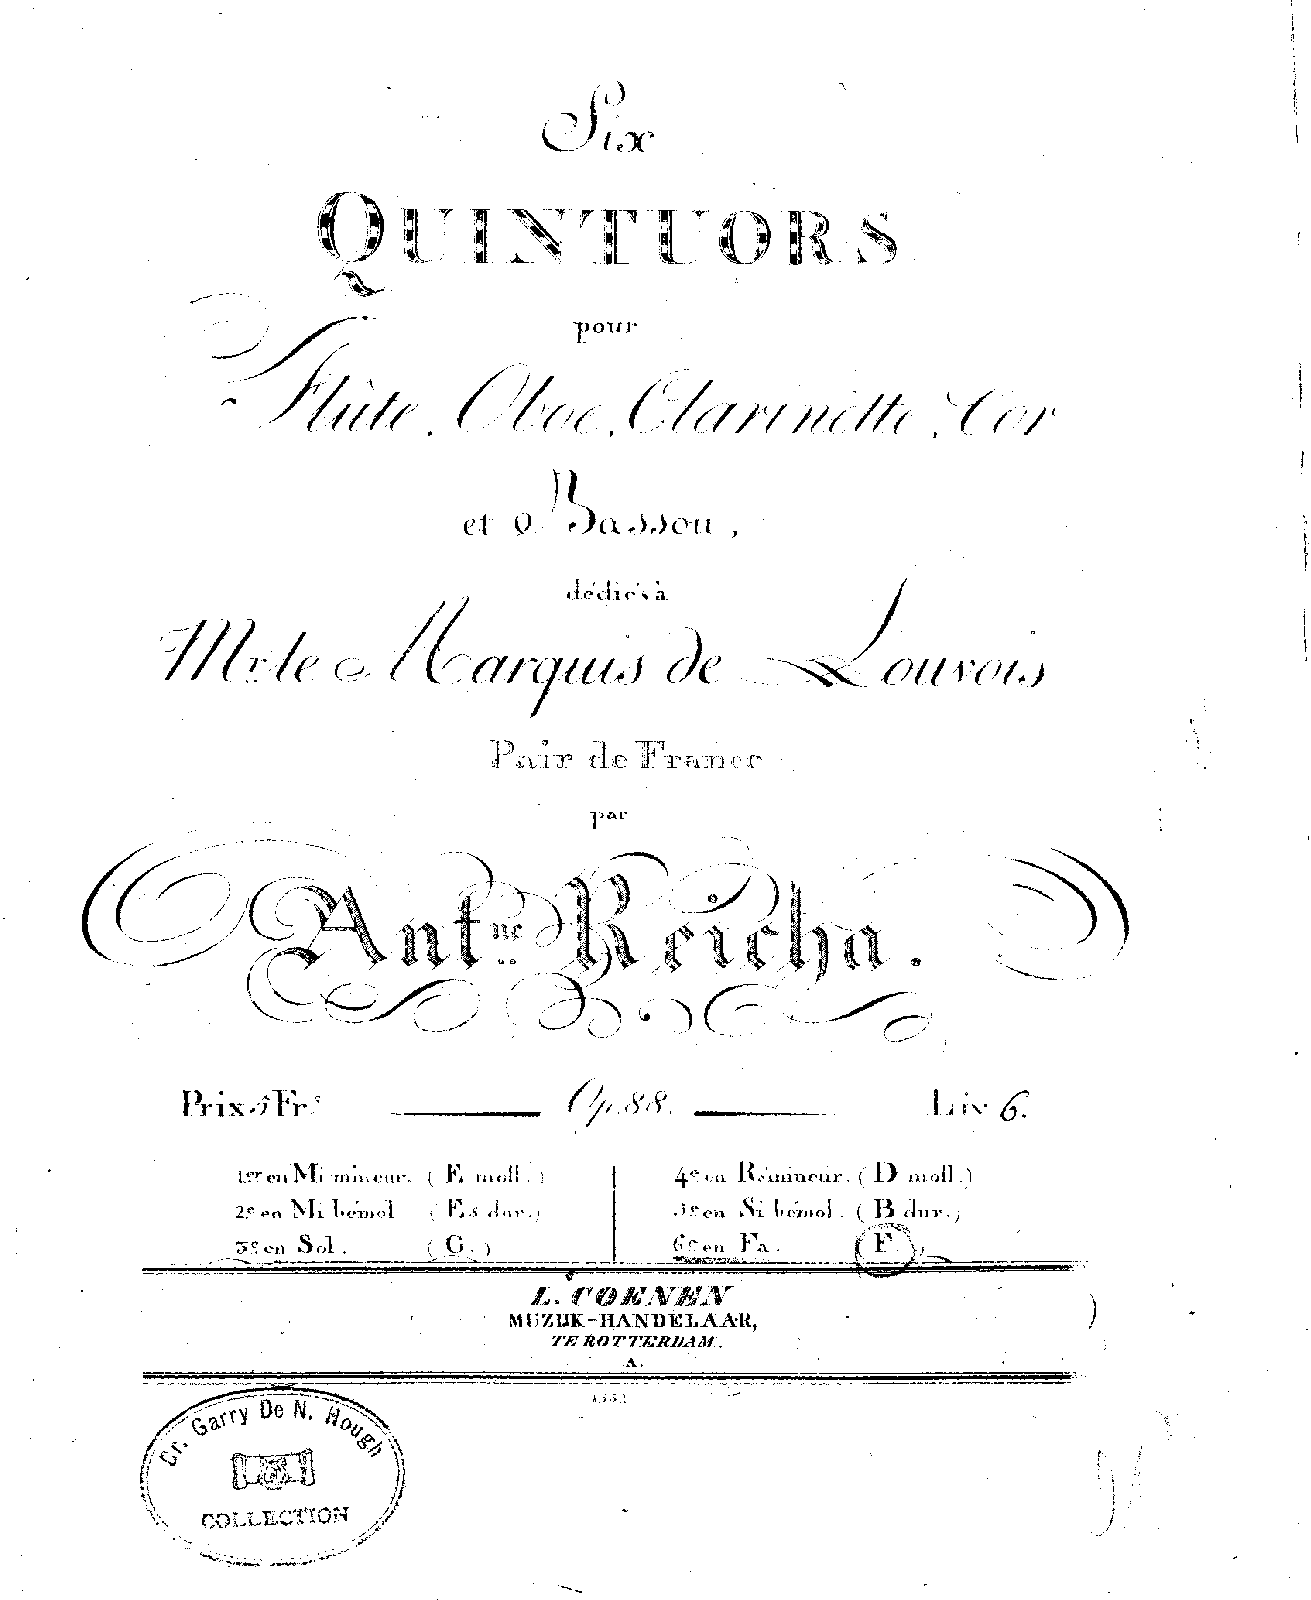 Six
QUINTUORS
pour
Flûte, Oboe, Clarinette, Cor
et Basson,
dédiés à
Mr. le Marquis de Louvois
Pair de France
par
Ant.ne Reicha.
Prix 5 Fr.s Op. 88. Liv 6.
1er en Mi mineur. (E moll.)
2e en Mi bémol (Es dur.)
3e en Sol. (G.)
4e en Ré mineur. (D moll.)
5e en Si bémol. (B dur.)
6e en Fa. (F.)
L. COENEN
MUZIJK-HANDELAAR,
TE ROTTERDAM.
A.
Cr. Garry De N. Hough
COLLECTION